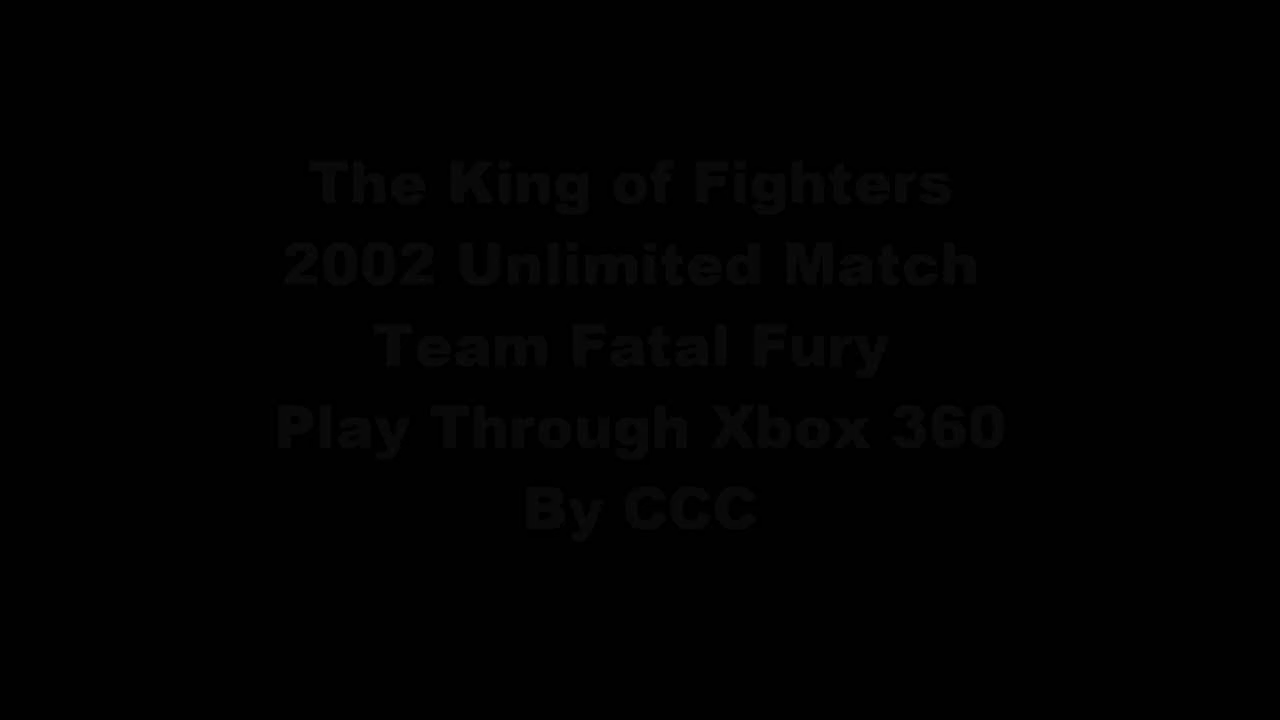 The King of Fighters
2002 Unlimited Match
Team Fatal Fury
Play Through Xbox 360
By CCC